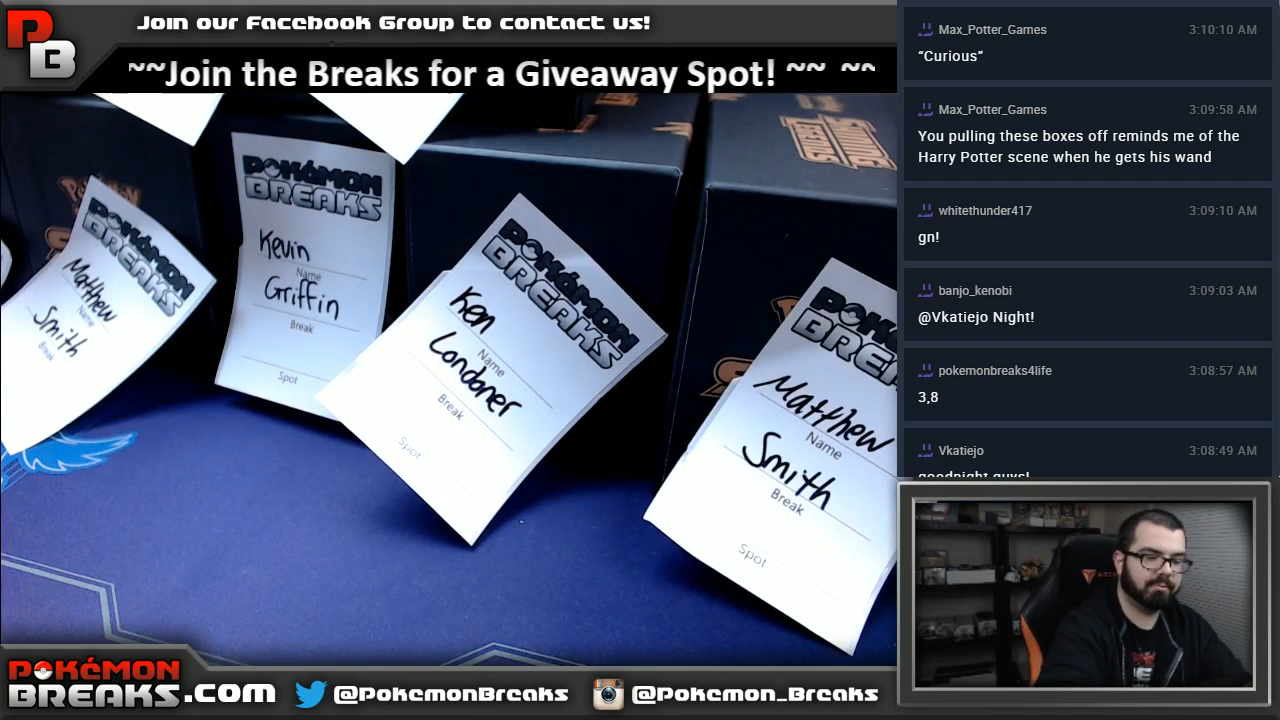 PB
Join our Facebook Group to contact us!
~~Join the Breaks for a Giveaway Spot! ~~ ~~
POKÉMON
BREAKS
Matthew
Name
Smith
Break
POKÉMON
BREAKS
Kevin
Name
Griffin
Break
Spot
POKÉMON
BREAKS
Ken
Name
Londoner
Break
Spot
POK
BREA
Matthew
Name
Smith
Break
Spot
Max_Potter_Games 3:10:10 AM
“Curious”
Max_Potter_Games 3:09:58 AM
You pulling these boxes off reminds me of the
Harry Potter scene when he gets his wand
whitethunder417 3:09:10 AM
gn!
banjo_kenobi 3:09:03 AM
@Vkatiejo Night!
pokemonbreaks4life 3:08:57 AM
3,8
Vkatiejo 3:08:49 AM
goodnight guys!
POKÉMON
BREAKS.com
@PokemonBreaks
@Pokemon_Breaks